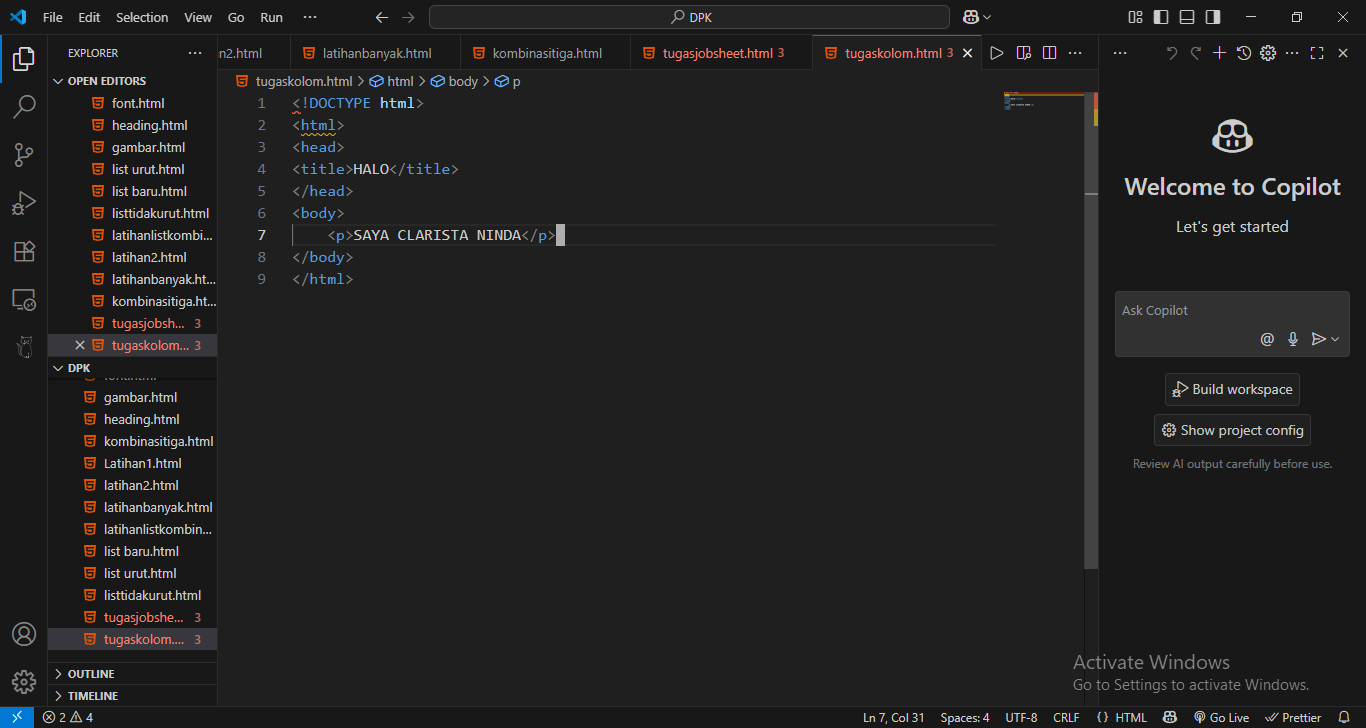 File Edit Selection View Go Run ··· DPK
EXPLORER ···
n2.html latihanbanyak.html kombinasitiga.html tugasjobsheet.html 3 tugaskolom.html 3
tugaskolom.html > html > body > p
OPEN EDITORS
font.html
heading.html
gambar.html
list urut.html
list baru.html
listtidakurut.html
latihanlistkombi...
latihan2.html
latihanbanyak.ht...
kombinasitiga.ht...
tugasjobsh... 3
tugaskolom... 3
DPK
gambar.html
heading.html
kombinasitiga.html
Latihan1.html
latihan2.html
latihanbanyak.html
latihanlistkombin...
list baru.html
list urut.html
listtidakurut.html
tugasjobshe... 3
tugaskolom.... 3
OUTLINE
TIMELINE
1 <!DOCTYPE html>
2 <html>
3 <head>
4 <title>HALO</title>
5 </head>
6 <body>
7 <p>SAYA CLARISTA NINDA</p>
8 </body>
9 </html>
Welcome to Copilot
Let's get started
Ask Copilot
@
Build workspace
Show project config
Review AI output carefully before use.
Activate Windows
Go to Settings to activate Windows.
2 4 Ln 7, Col 31 Spaces: 4 UTF-8 CRLF {} HTML Go Live Prettier